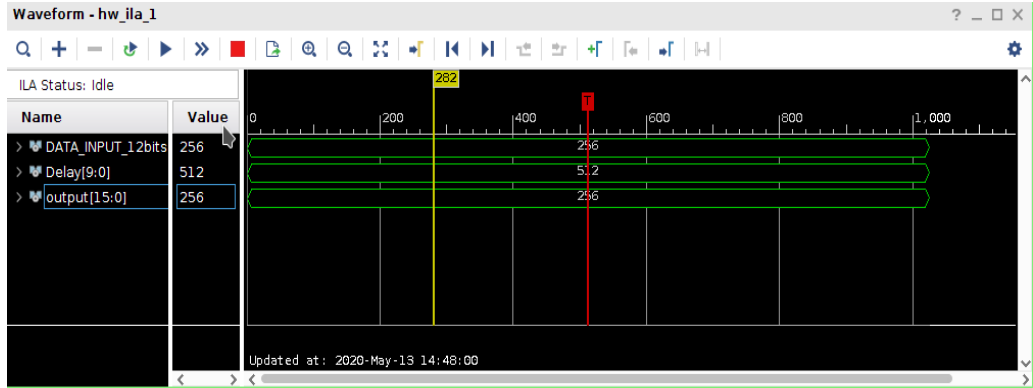 Waveform - hw_ila_1
ILA Status: Idle
Name Value
282
T
0 200 400 600 800 1,000
DATA_INPUT_12bits 256 256
Delay[9:0] 512 512
output[15:0] 256 256
Updated at: 2020-May-13 14:48:00